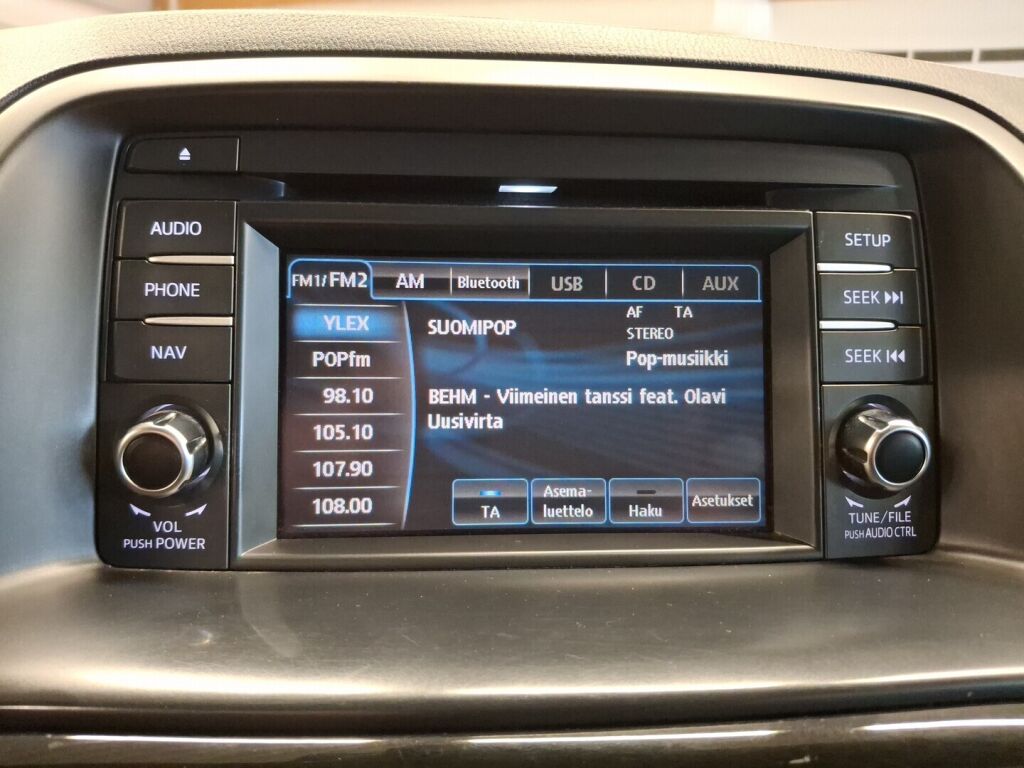 AUDIO
PHONE
NAV
VOL
PUSH POWER
FM1/FM2 AM Bluetooth USB CD AUX
YLEX
POPfm
98.10
105.10
107.90
108.00
SUOMIPOP
AF TA
STEREO
Pop-musiikki
BEHM - Viimeinen tanssi feat. Olavi
Uusivirta
TA
Asema-
luettelo
Haku
Asetukset
SETUP
SEEK
SEEK
TUNE/FILE
PUSH AUDIO CTRL